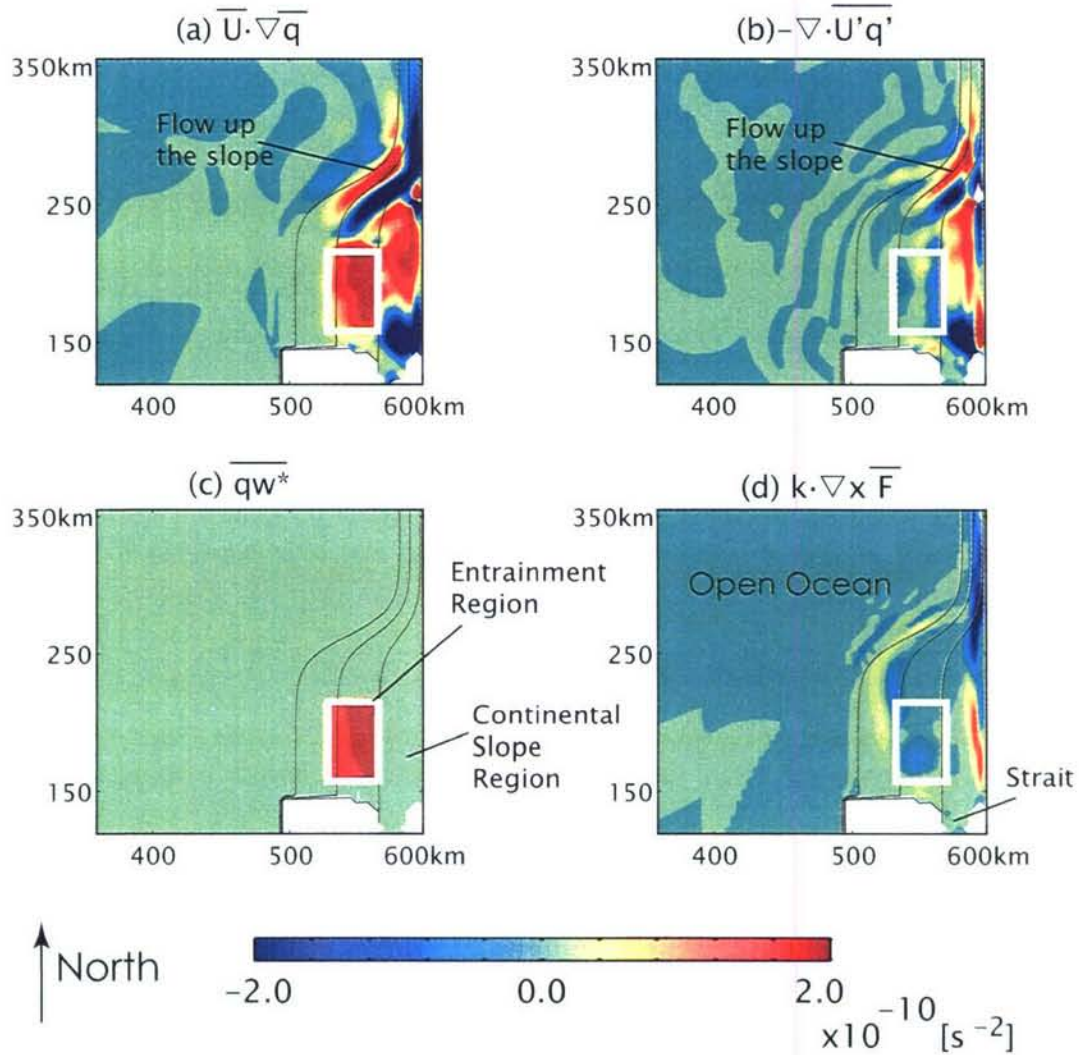 (a) U·∇q
(b)-∇·U'q'
350km
250
150
400
500
600km
Flow up
the slope
350km
250
150
400
500
600km
Flow up
the slope
(c) qw*
(d) k·∇x F
350km
250
150
400
500
600km
Entrainment
Region
Continental
Slope
Region
350km
250
150
400
500
600km
Open Ocean
Strait
North
-2.0
0.0
2.0
x10^-10 [s^-2]